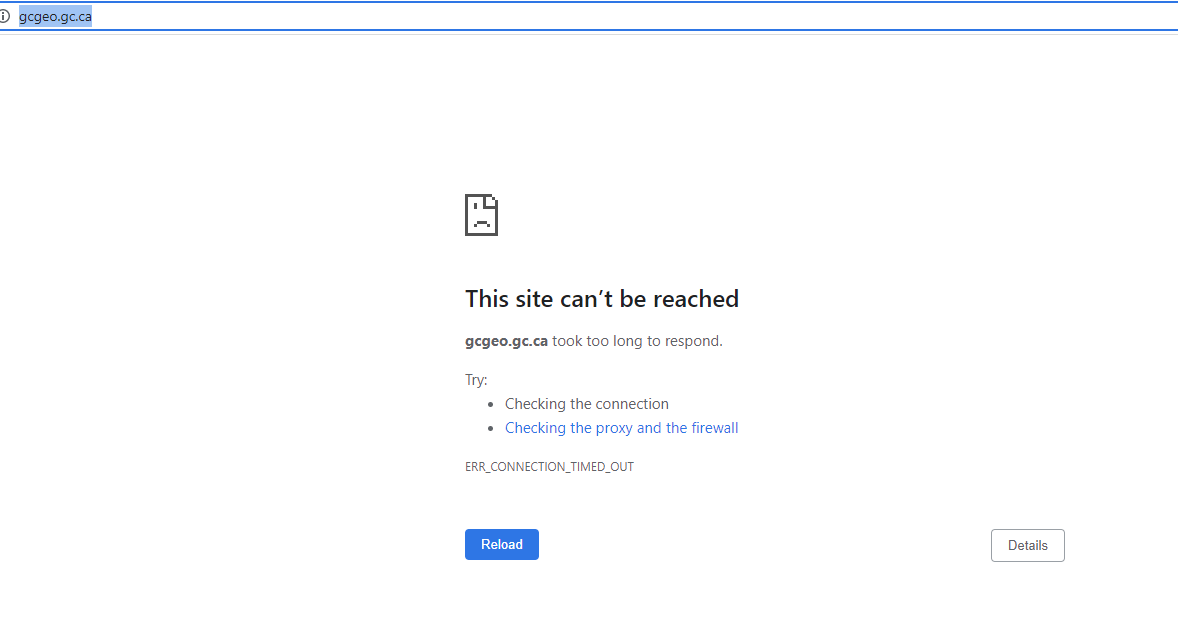 gcgeo.gc.ca
This site can’t be reached
gcgeo.gc.ca took too long to respond.
Try:
• Checking the connection
• Checking the proxy and the firewall
ERR_CONNECTION_TIMED_OUT
Reload
Details